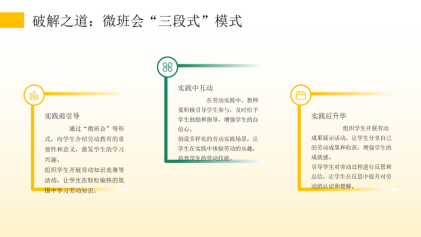 破解之道：微班会“三段式”模式
实践前引导
通过“微班会”等形
式，向学生介绍劳动教育的重
要性和意义，激发学生的学习
兴趣。
组织学生开展劳动知识竞赛等
活动，让学生在轻松愉快的氛
围中学习劳动知识。
实践中互动
在劳动实践中，教师
要积极引导学生参与，及时给予
学生鼓励和指导，增强学生的自
信心。
创设多样化的劳动实践场景，让
学生在实践中体验劳动的乐趣，
培养学生的劳动技能。
实践后升华
组织学生开展劳动
成果展示活动，让学生分享自己
的劳动成果和收获，增强学生的
成就感。
引导学生对劳动过程进行反思和
总结，让学生在反思中提升对劳
动的认识和理解。